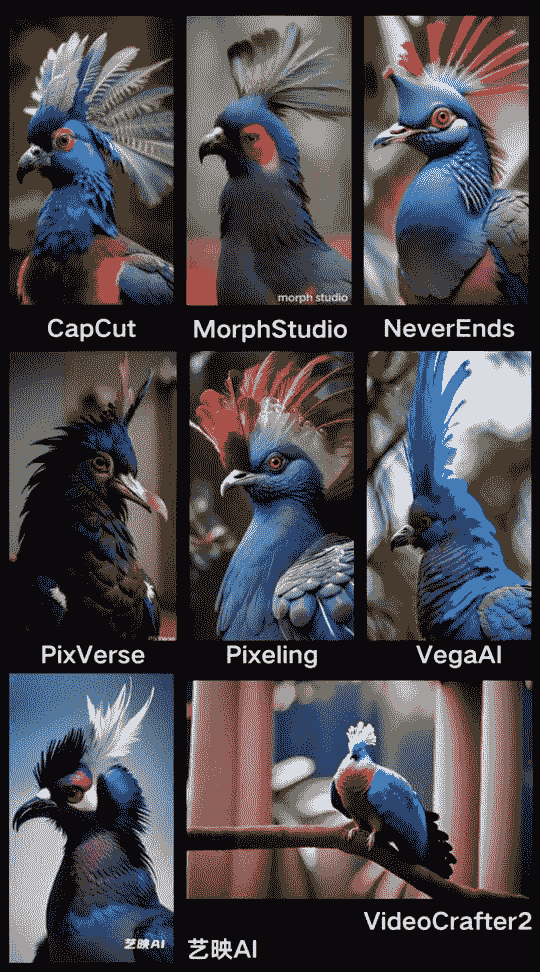 morph studio
CapCut
MorphStudio
NeverEnds
PixVerse
Pixeling
VegaAI
艺映AI
VideoCrafter2
艺映AI